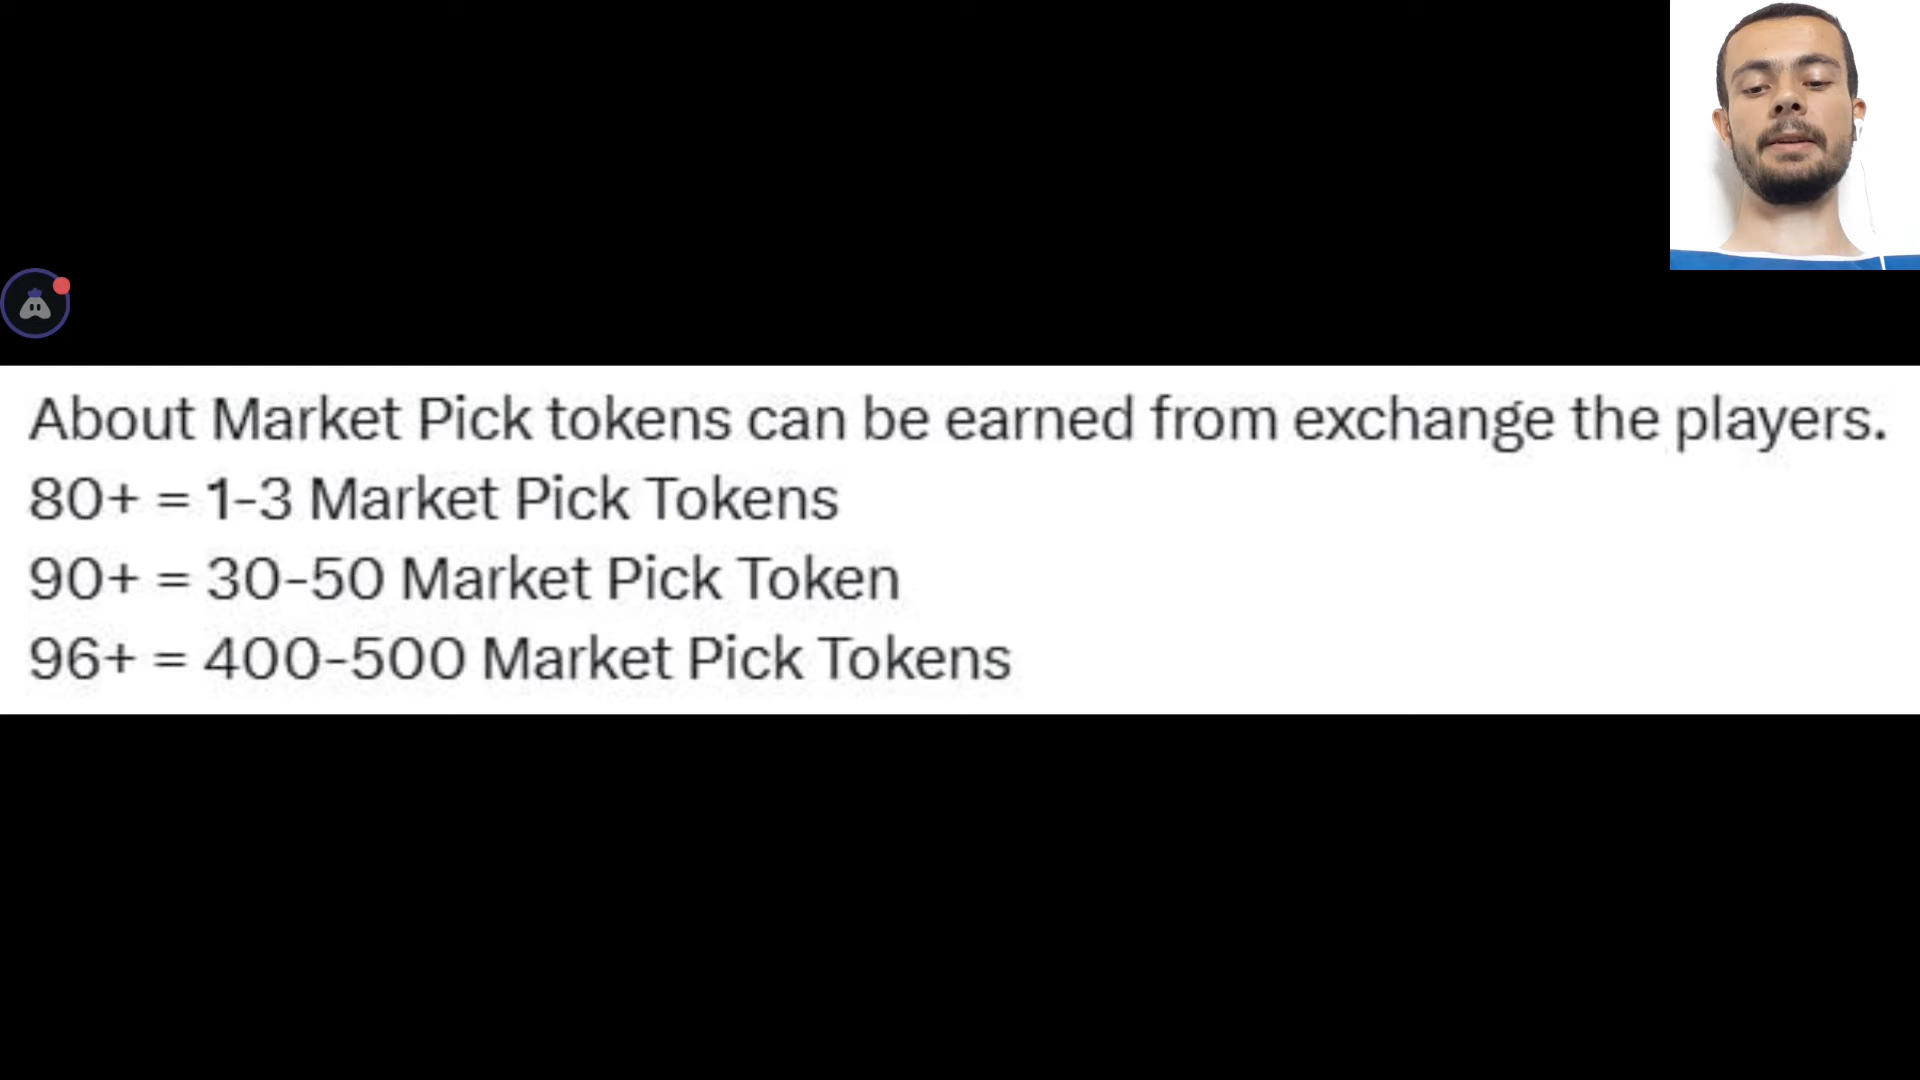 About Market Pick tokens can be earned from exchange the players.
80+ = 1-3 Market Pick Tokens
90+ = 30-50 Market Pick Token
96+ = 400-500 Market Pick Tokens